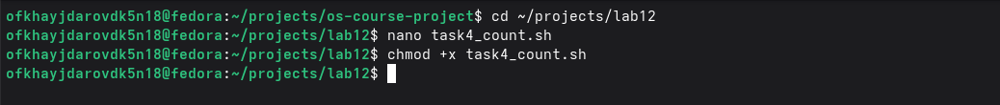 ofkhayjdarovdk5n18@fedora:~/projects/os-course-project$ cd ~/projects/lab12
ofkhayjdarovdk5n18@fedora:~/projects/lab12$ nano task4_count.sh
ofkhayjdarovdk5n18@fedora:~/projects/lab12$ chmod +x task4_count.sh
ofkhayjdarovdk5n18@fedora:~/projects/lab12$